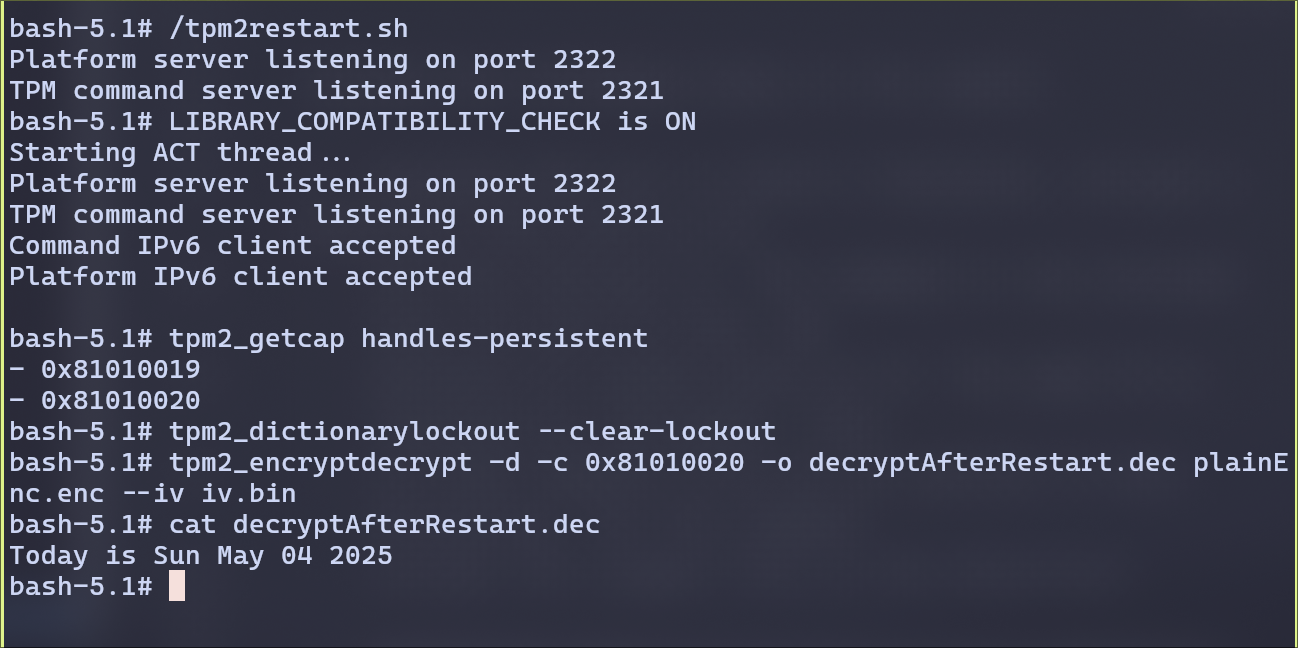 bash-5.1# /tpm2restart.sh
Platform server listening on port 2322
TPM command server listening on port 2321
bash-5.1# LIBRARY_COMPATIBILITY_CHECK is ON
Starting ACT thread...
Platform server listening on port 2322
TPM command server listening on port 2321
Command IPv6 client accepted
Platform IPv6 client accepted
bash-5.1# tpm2_getcap handles-persistent
- 0x81010019
- 0x81010020
bash-5.1# tpm2_dictionarylockout --clear-lockout
bash-5.1# tpm2_encryptdecrypt -d -c 0x81010020 -o decryptAfterRestart.dec plainE
nc.enc --iv iv.bin
bash-5.1# cat decryptAfterRestart.dec
Today is Sun May 04 2025
bash-5.1#